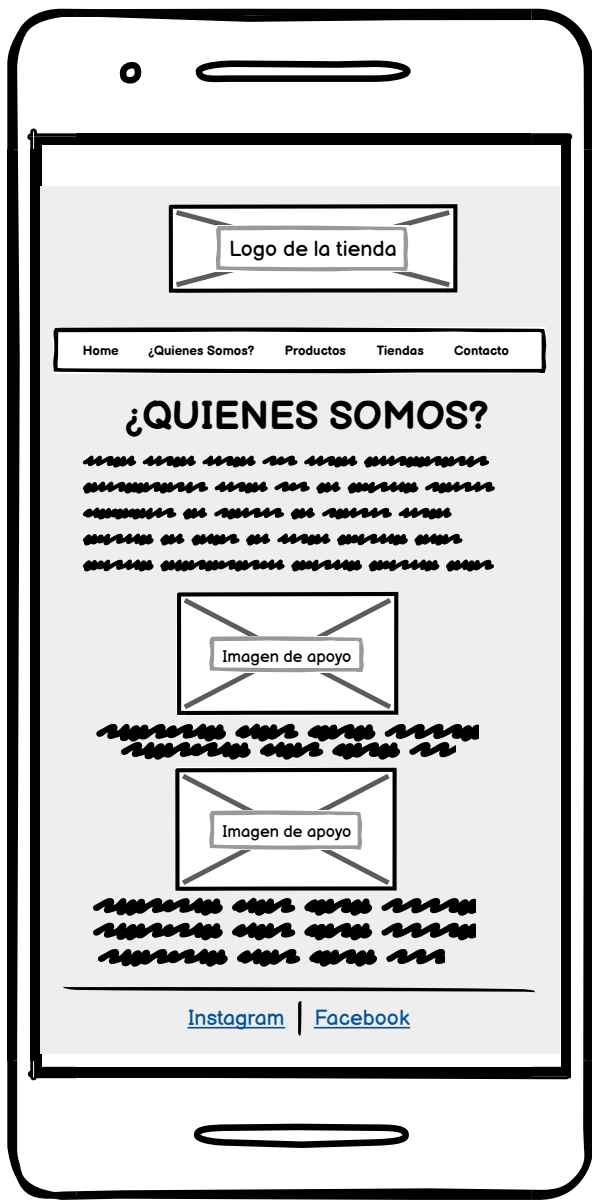 Logo de la tienda
Home ¿Quienes Somos? Productos Tiendas Contacto
¿QUIENES SOMOS?
Imagen de apoyo
Imagen de apoyo
Instagram | Facebook